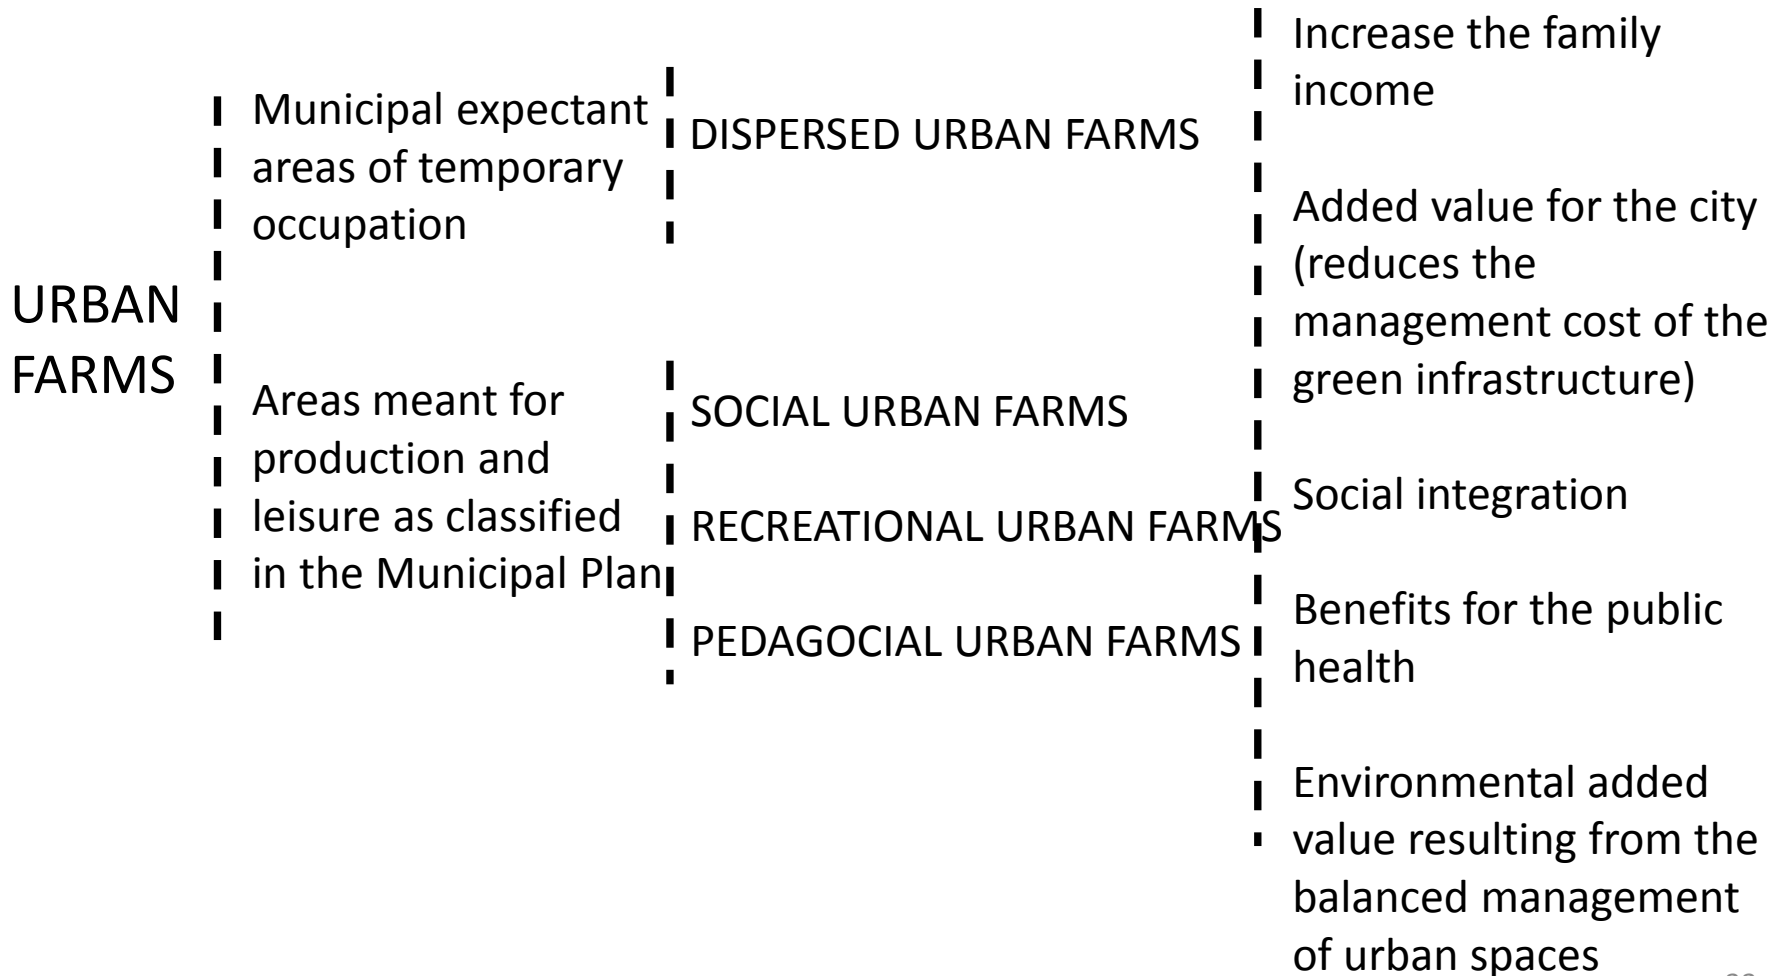 URBAN
FARMS
Municipal expectant
areas of temporary
occupation
Areas meant for
production and
leisure as classified
in the Municipal Plan
DISPERSED URBAN FARMS
SOCIAL URBAN FARMS
RECREATIONAL URBAN FARMS
PEDAGOCIAL URBAN FARMS
Increase the family
income
Added value for the city
(reduces the
management cost of the
green infrastructure)
Social integration
Benefits for the public
health
Environmental added
value resulting from the
balanced management
of urban spaces